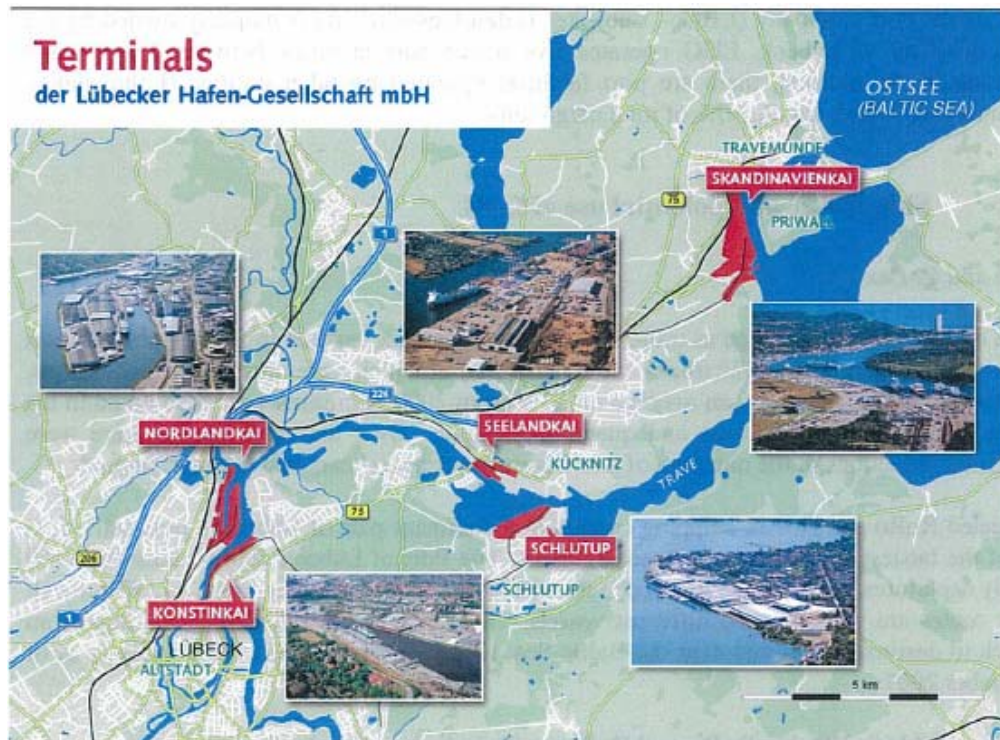 Terminals
der Lübecker Hafen-Gesellschaft mbH
OSTSEE
(BALTIC SEA)
TRAVEMÜNDE
SKANDINAVIENKAI
75
PRIWALL
1
226
NORDLANDKAI
SEELANDKAI
KÜCKNITZ
TRAVE
75
SCHLUTUP
206
SCHLUTUP
KONSTINKAI
1
LÜBECK
ALTSTADT
5 km